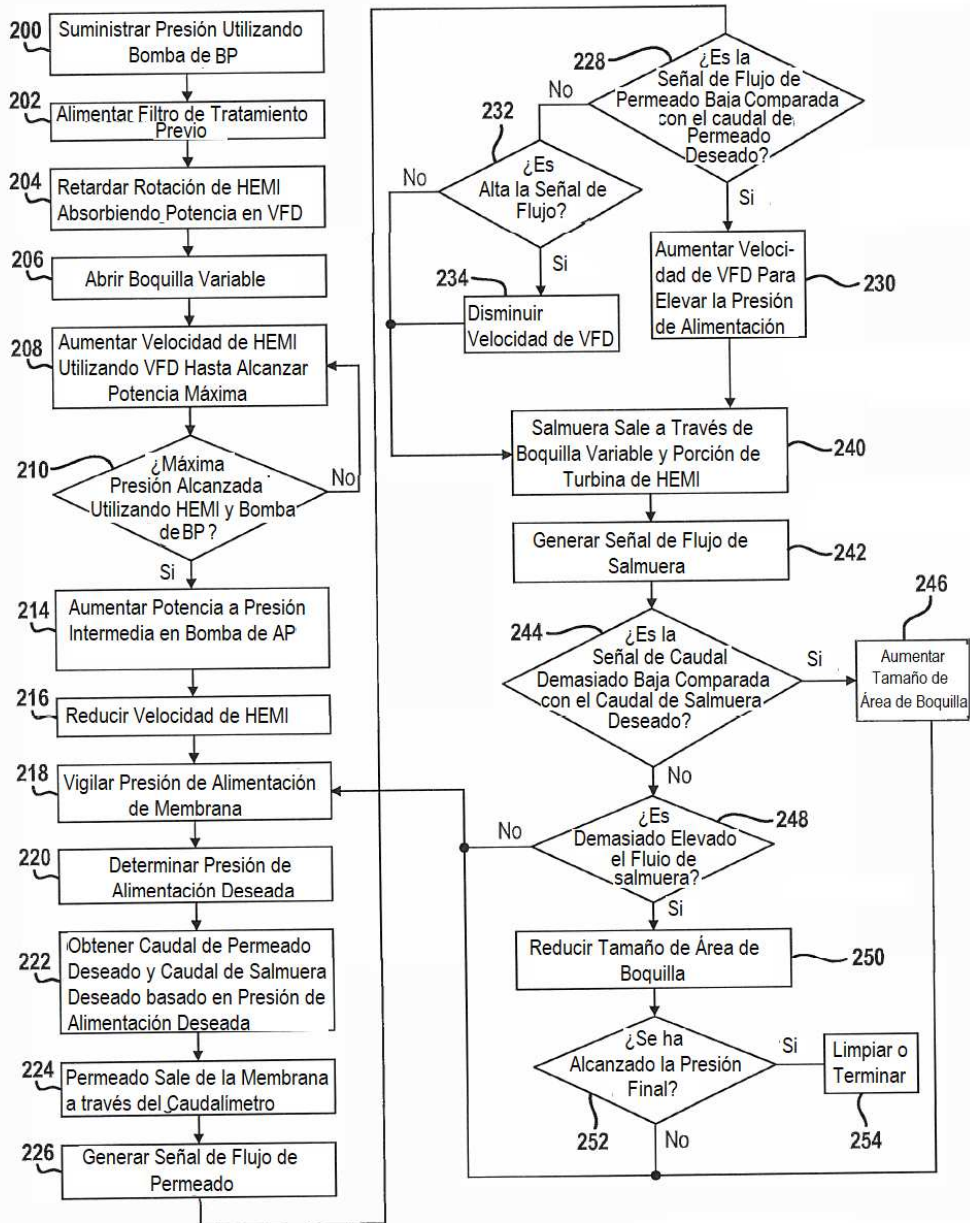 200
Suministrar Presión Utilizando
Bomba de BP
202
Alimentar Filtro de Tratamiento
Previo
204
Retardar Rotación de HEMI
Absorbiendo Potencia en VFD
206
Abrir Boquilla Variable
208
Aumentar Velocidad de HEMI
Utilizando VFD Hasta Alcanzar
Potencia Máxima
210
¿Máxima
Presión Alcanzada
Utilizando HEMI y Bomba
de BP?
No
Si
214
Aumentar Potencia a Presión
Intermedia en Bomba de AP
216
Reducir Velocidad de HEMI
218
Vigilar Presión de Alimentación
de Membrana
220
Determinar Presión de
Alimentación Deseada
222
Obtener Caudal de Permeado
Deseado y Caudal de Salmuera
Deseado basado en Presión de
Alimentación Deseada
224
Permeado Sale de la Membrana
a través del Caudalímetro
226
Generar Señal de Flujo de
Permeado
228
¿Es la
Señal de Flujo de
Permeado Baja Comparada
con el caudal de
Permeado
Deseado?
No
Si
232
¿Es
Alta la Señal de
Flujo?
No
Si
234
Disminuir
Velocidad de VFD
Aumentar Veloci-
dad de VFD Para
Elevar la Presión
de Alimentación
230
Salmuera Sale a Través de
Boquilla Variable y Porción de
Turbina de HEMI
240
Generar Señal de Flujo de
Salmuera
242
244
¿Es la
Señal de Caudal
Demasiado Baja Comparada
con el Caudal de Salmuera
Deseado?
Si
No
246
Aumentar
Tamaño de
Área de Boquilla
248
¿Es
Demasiado Elevado
el Flujo de
salmuera?
No
Si
Reducir Tamaño de Área de
Boquilla
250
¿Se ha
Alcanzado la Presión
Final?
252
Si
No
Limpiar o
Terminar
254